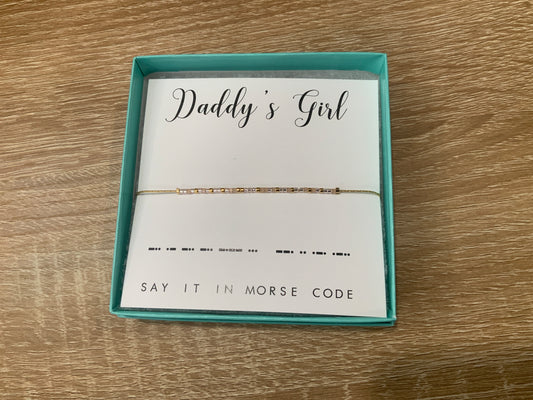 Daddy's Girl
-·· ·- -·· -·· -·-- ··· --· ·· ·-· ·-··
SAY IT IN MORSE CODE